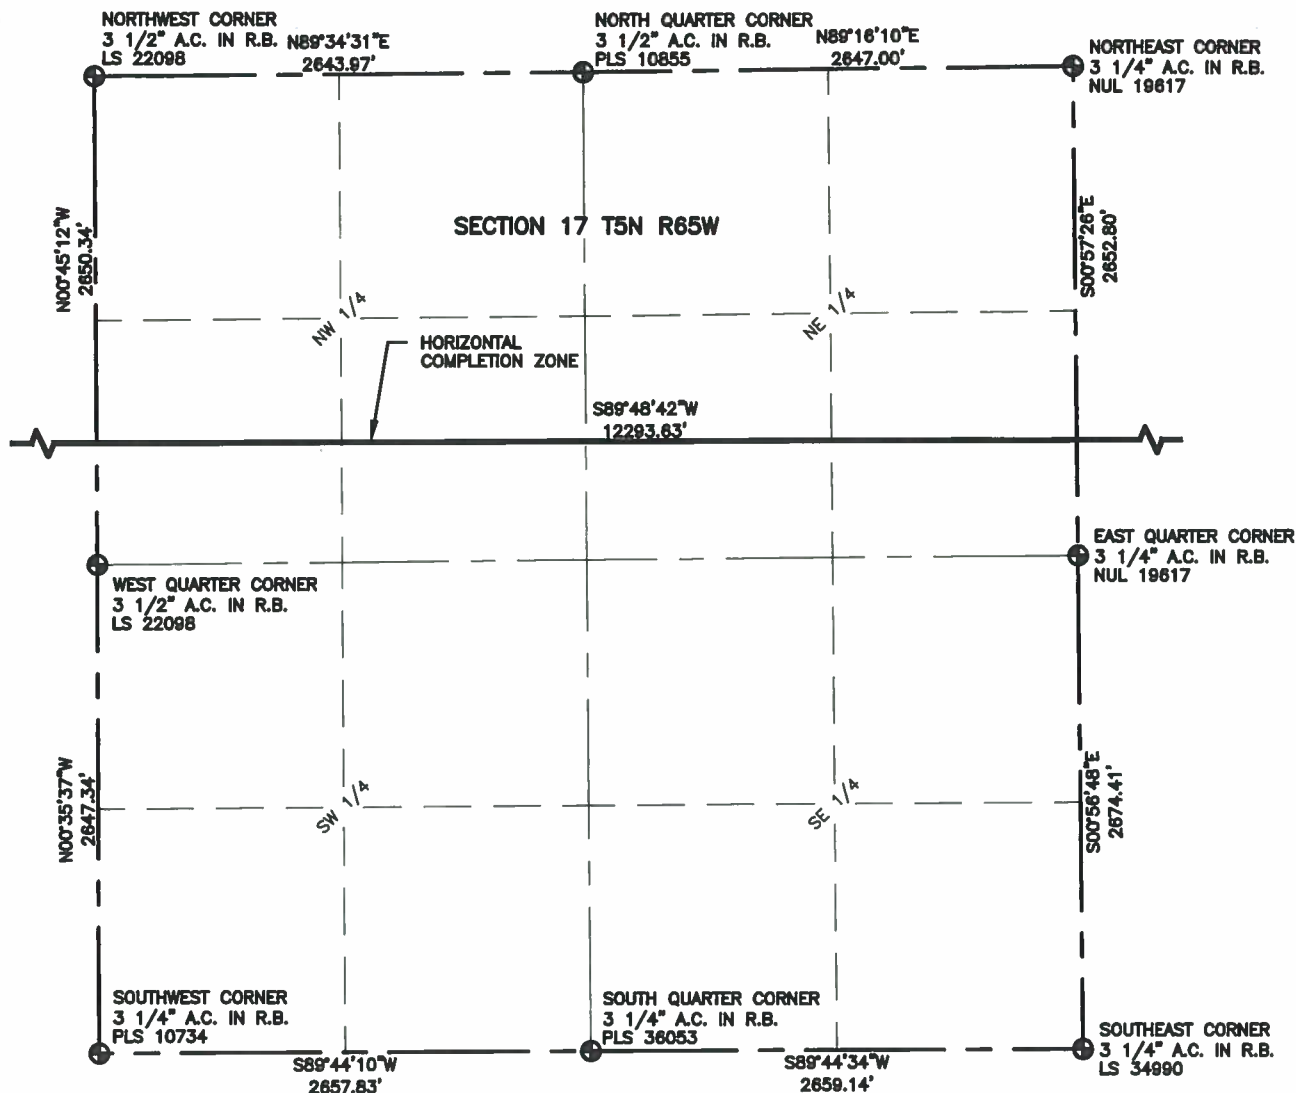 NORTHWEST CORNER
3 1/2" A.C. IN R.B.
LS 22098
N89°34'31"E
2643.97'
NORTH QUARTER CORNER
3 1/2" A.C. IN R.B.
PLS 10855
N89°16'10"E
2647.00'
NORTHEAST CORNER
3 1/4" A.C. IN R.B.
NUL 19617
SECTION 17 T5N R65W
N00°45'12"W
2650.34'
S00°57'26"E
2652.80'
NW 1/4
NE 1/4
HORIZONTAL
COMPLETION ZONE
S89°48'42"W
12293.63'
WEST QUARTER CORNER
3 1/2" A.C. IN R.B.
LS 22098
EAST QUARTER CORNER
3 1/4" A.C. IN R.B.
NUL 19617
N00°35'37"W
2647.34'
SW 1/4
SE 1/4
S00°56'48"E
2674.41'
SOUTHWEST CORNER
3 1/4" A.C. IN R.B.
PLS 10734
SOUTH QUARTER CORNER
3 1/4" A.C. IN R.B.
PLS 36053
SOUTHEAST CORNER
3 1/4" A.C. IN R.B.
LS 34990
S89°44'10"W
2657.83'
S89°44'34"W
2659.14'